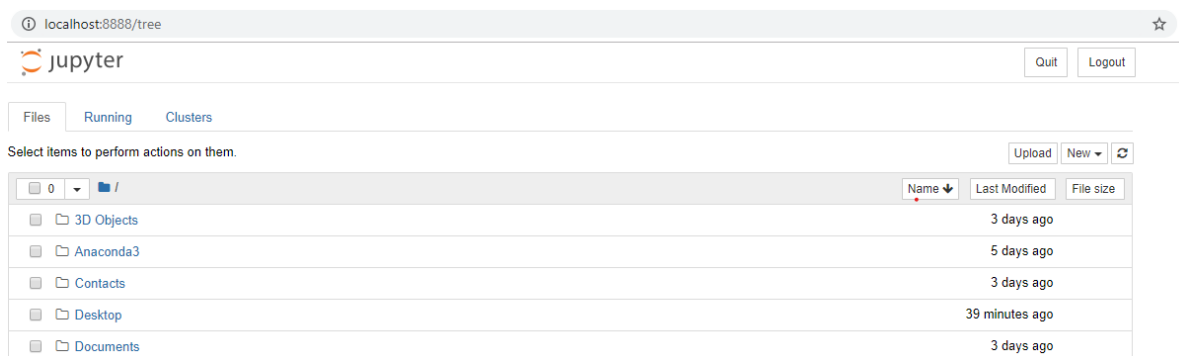 localhost:8888/tree
jupyter
Quit Logout
Files Running Clusters
Select items to perform actions on them.
Upload New
0 / Name Last Modified File size
3D Objects 3 days ago
Anaconda3 5 days ago
Contacts 3 days ago
Desktop 39 minutes ago
Documents 3 days ago